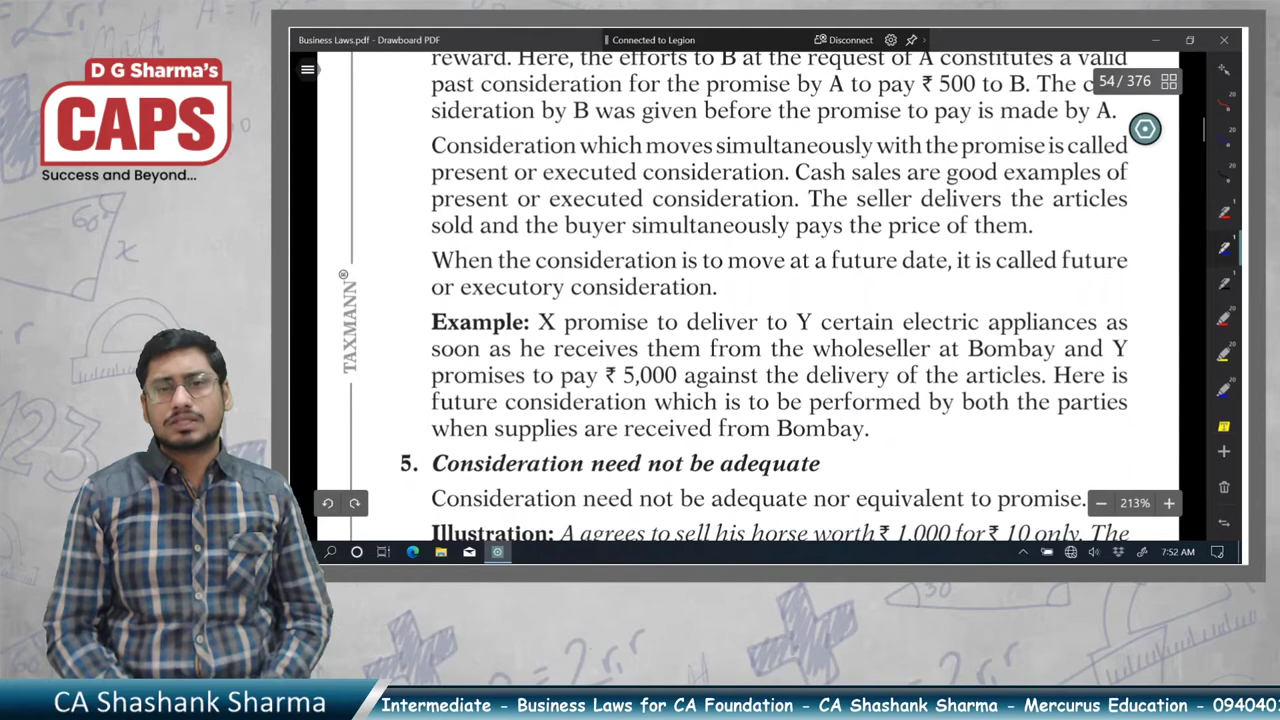 D G Sharma's
CAPS
Success and Beyond...
Business Laws.pdf - Drawboard PDF
Connected to Legion
Disconnect
54 / 376
reward. Here, the efforts to B at the request of A constitutes a valid
past consideration for the promise by A to pay ₹ 500 to B. The c
sideration by B was given before the promise to pay is made by A.
Consideration which moves simultaneously with the promise is called
present or executed consideration. Cash sales are good examples of
present or executed consideration. The seller delivers the articles
sold and the buyer simultaneously pays the price of them.
When the consideration is to move at a future date, it is called future
or executory consideration.
TAXMANN®
Example: X promise to deliver to Y certain electric appliances as
soon as he receives them from the wholeseller at Bombay and Y
promises to pay ₹ 5,000 against the delivery of the articles. Here is
future consideration which is to be performed by both the parties
when supplies are received from Bombay.
5. Consideration need not be adequate
Consideration need not be adequate nor equivalent to promise.
Illustration: A agrees to sell his horse worth ₹ 1,000 for ₹ 10 only. The
213%
7:52 AM
CA Shashank Sharma
Intermediate - Business Laws for CA Foundation - CA Shashank Sharma - Mercurus Education - 094040